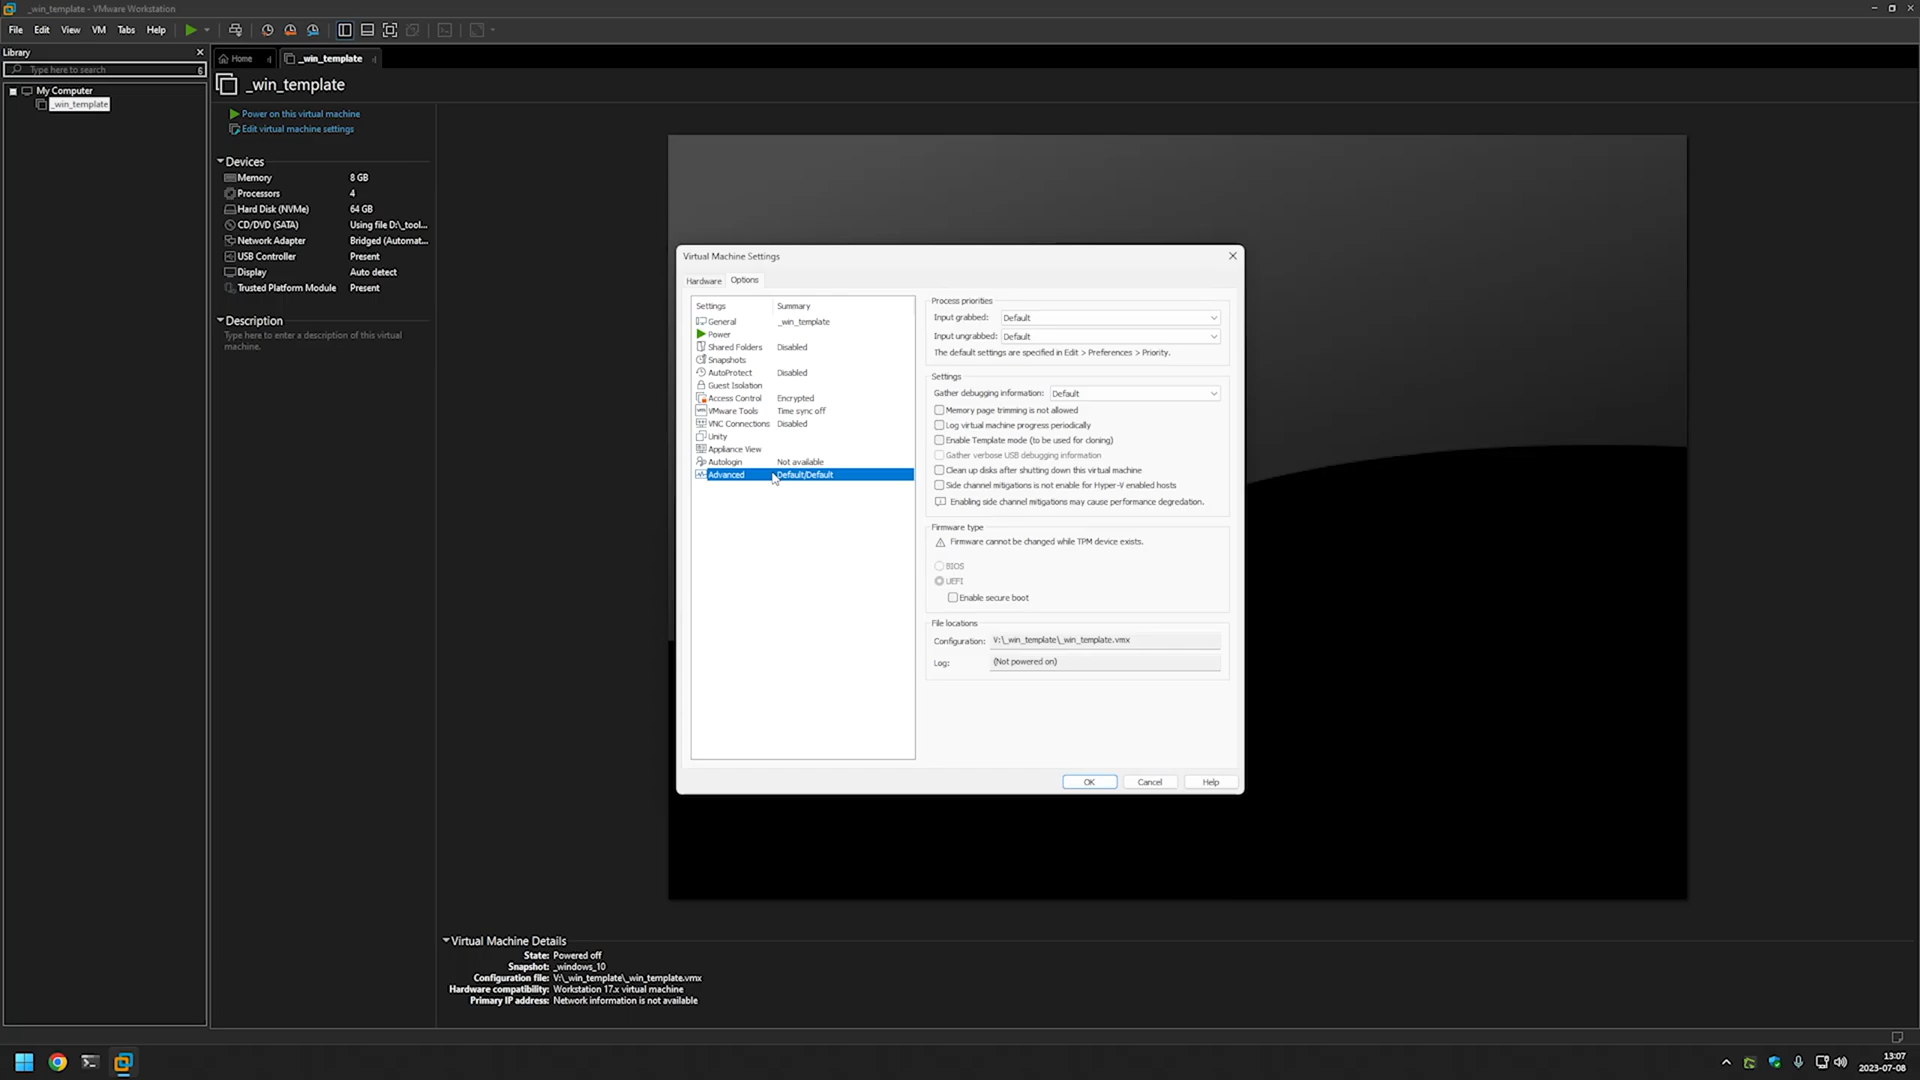 _win_template - VMware Workstation
File Edit View VM Tabs Help
Library
Type here to search
My Computer
_win_template
Home
_win_template
_win_template
Power on this virtual machine
Edit virtual machine settings
Devices
Memory 8 GB
Processors 4
Hard Disk (NVMe) 64 GB
CD/DVD (SATA) Using file D:\_tool...
Network Adapter Bridged (Automat...
USB Controller Present
Display Auto detect
Trusted Platform Module Present
Description
Type here to enter a description of this virtual
machine.
Virtual Machine Settings
Hardware Options
Settings Summary
General _win_template
Power
Shared Folders Disabled
Snapshots
AutoProtect Disabled
Guest Isolation
Access Control Encrypted
VMware Tools Time sync off
VNC Connections Disabled
Unity
Appliance View
Autologin Not available
Advanced Default/Default
Process priorities
Input grabbed: Default
Input ungrabbed: Default
The default settings are specified in Edit > Preferences > Priority.
Settings
Gather debugging information: Default
Memory page trimming is not allowed
Log virtual machine progress periodically
Enable Template mode (to be used for cloning)
Gather verbose USB debugging information
Clean up disks after shutting down this virtual machine
Side channel mitigations is not enable for Hyper-V enabled hosts
Enabling side channel mitigations may cause performance degredation.
Firmware type
Firmware cannot be changed while TPM device exists.
BIOS
UEFI
Enable secure boot
File locations
Configuration: V:\_win_template\_win_template.vmx
Log: (Not powered on)
OK Cancel Help
Virtual Machine Details
State: Powered off
Snapshot: _windows_10
Configuration file: V:\_win_template\_win_template.vmx
Hardware compatibility: Workstation 17.x virtual machine
Primary IP address: Network information is not available
13:07
2023-07-08